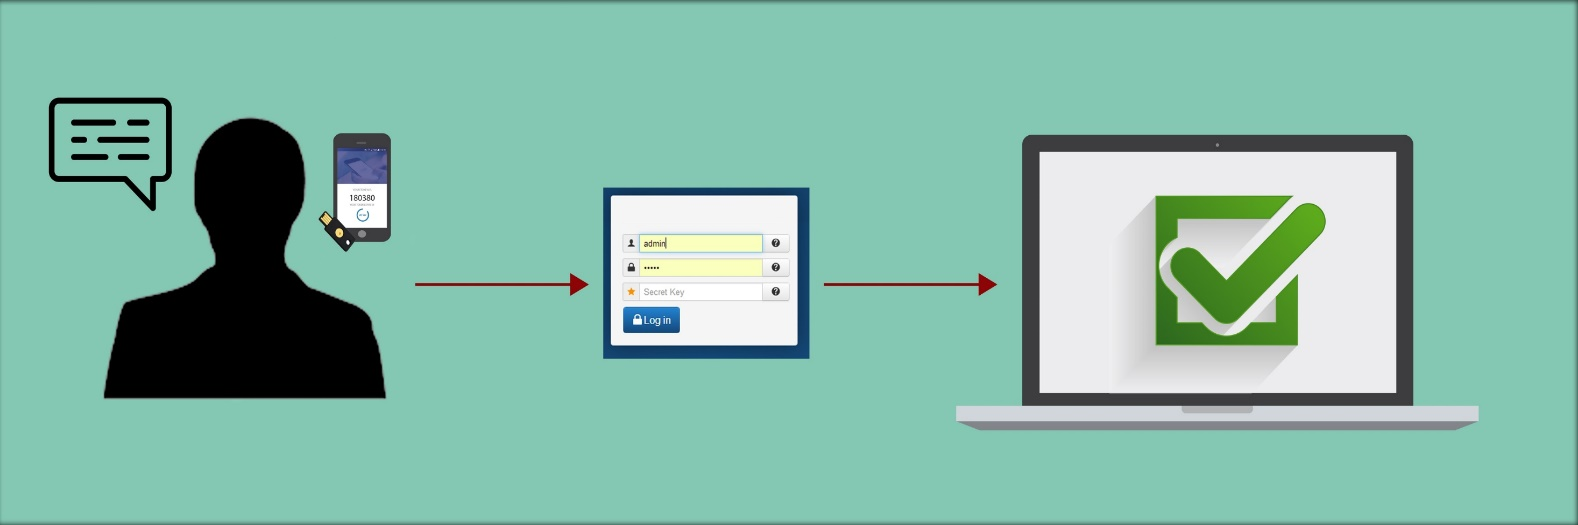 180380
admin
•••••
Secret Key
Log in